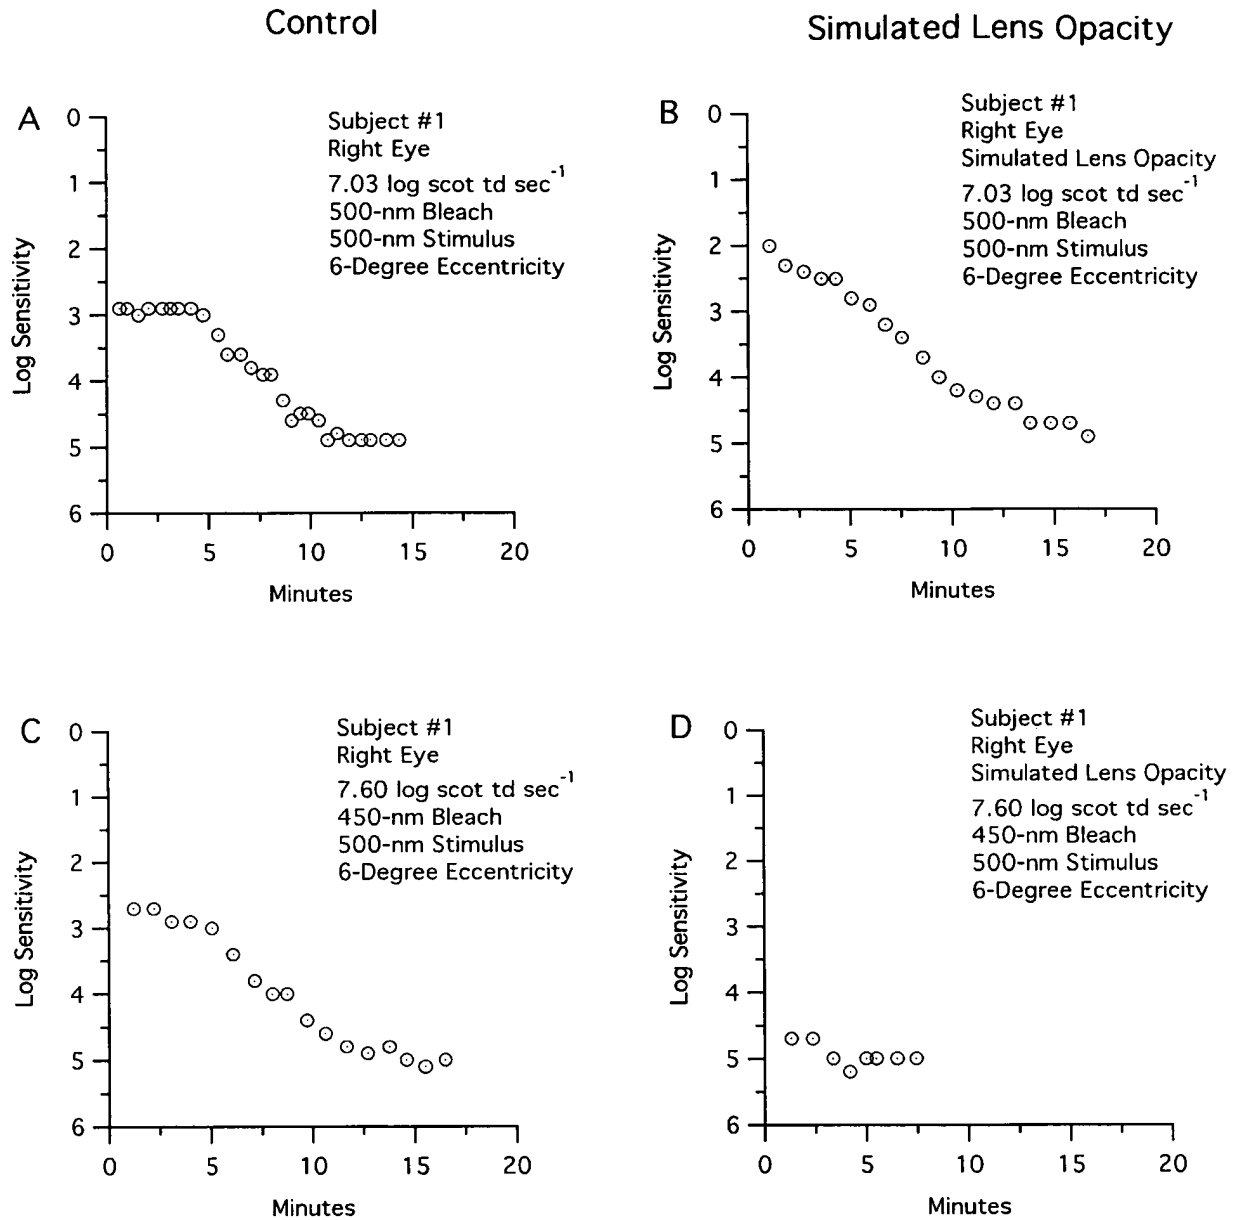 Control
Simulated Lens Opacity
A
Subject #1
Right Eye
7.03 log scot td sec⁻¹
500-nm Bleach
500-nm Stimulus
6-Degree Eccentricity
Log Sensitivity
0
1
2
3
4
5
6
0 5 10 15 20
Minutes
B
Subject #1
Right Eye
Simulated Lens Opacity
7.03 log scot td sec⁻¹
500-nm Bleach
500-nm Stimulus
6-Degree Eccentricity
Log Sensitivity
0
1
2
3
4
5
6
0 5 10 15 20
Minutes
C
Subject #1
Right Eye
7.60 log scot td sec⁻¹
450-nm Bleach
500-nm Stimulus
6-Degree Eccentricity
Log Sensitivity
0
1
2
3
4
5
6
0 5 10 15 20
Minutes
D
Subject #1
Right Eye
Simulated Lens Opacity
7.60 log scot td sec⁻¹
450-nm Bleach
500-nm Stimulus
6-Degree Eccentricity
Log Sensitivity
0
1
2
3
4
5
6
0 5 10 15 20
Minutes